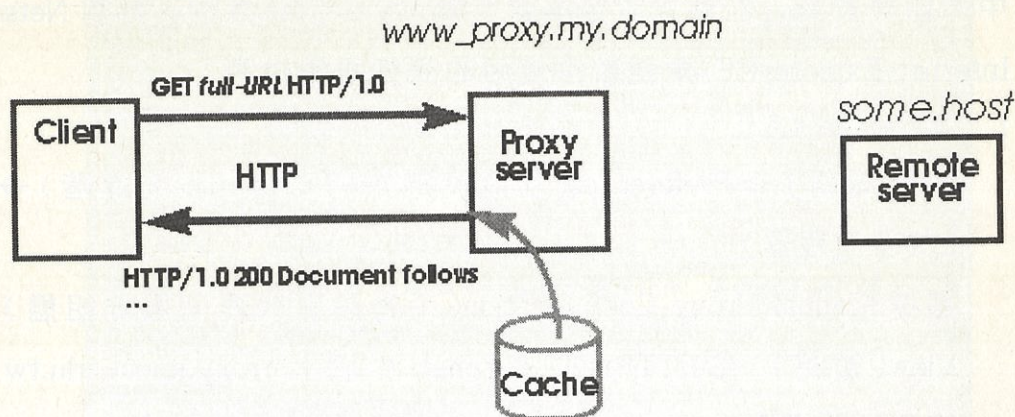 www_proxy.my.domain
GET full-URL HTTP/1.0
some.host
Client
Proxy
server
Remote
server
HTTP
HTTP/1.0 200 Document follows
...
Cache